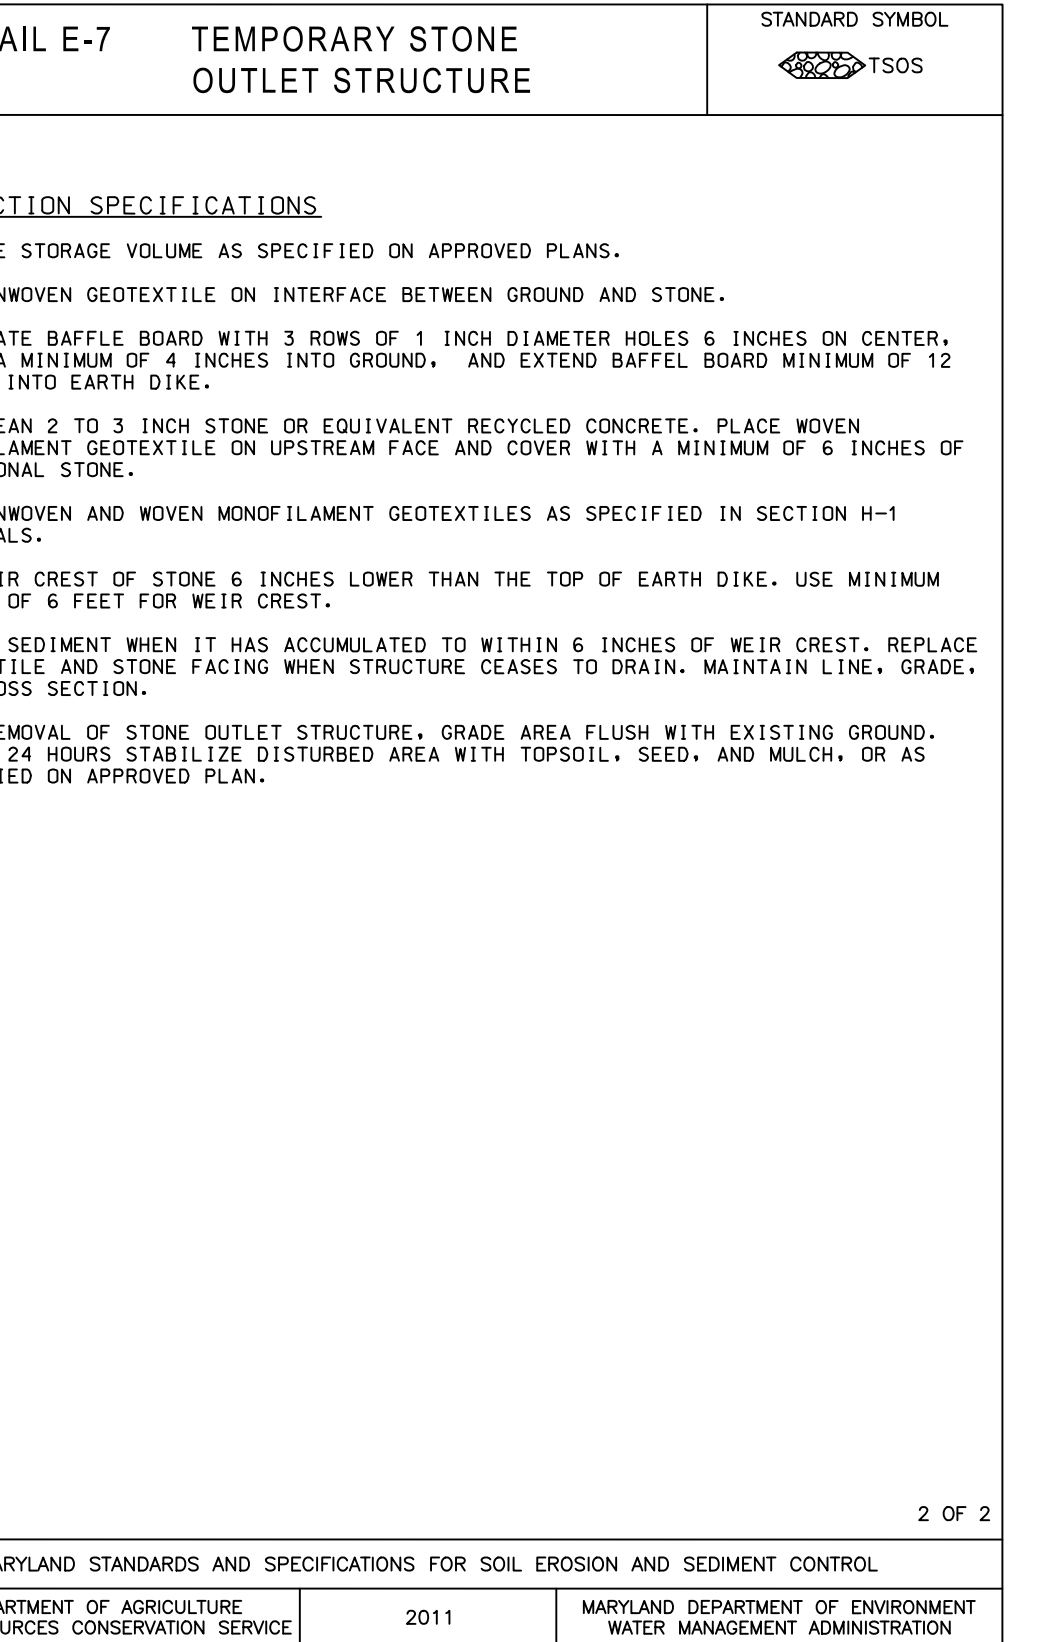 AIL E-7 TEMPORARY STONE
OUTLET STRUCTURE
STANDARD SYMBOL
TSOS
CTION SPECIFICATIONS
E STORAGE VOLUME AS SPECIFIED ON APPROVED PLANS.
NWOVEN GEOTEXTILE ON INTERFACE BETWEEN GROUND AND STONE.
ATE BAFFLE BOARD WITH 3 ROWS OF 1 INCH DIAMETER HOLES 6 INCHES ON CENTER,
A MINIMUM OF 4 INCHES INTO GROUND, AND EXTEND BAFFEL BOARD MINIMUM OF 12
INTO EARTH DIKE.
EAN 2 TO 3 INCH STONE OR EQUIVALENT RECYCLED CONCRETE. PLACE WOVEN
LAMENT GEOTEXTILE ON UPSTREAM FACE AND COVER WITH A MINIMUM OF 6 INCHES OF
ONAL STONE.
NWOVEN AND WOVEN MONOFILAMENT GEOTEXTILES AS SPECIFIED IN SECTION H-1
ALS.
IR CREST OF STONE 6 INCHES LOWER THAN THE TOP OF EARTH DIKE. USE MINIMUM
OF 6 FEET FOR WEIR CREST.
SEDIMENT WHEN IT HAS ACCUMULATED TO WITHIN 6 INCHES OF WEIR CREST. REPLACE
TILE AND STONE FACING WHEN STRUCTURE CEASES TO DRAIN. MAINTAIN LINE, GRADE,
OSS SECTION.
EMOVAL OF STONE OUTLET STRUCTURE, GRADE AREA FLUSH WITH EXISTING GROUND.
24 HOURS STABILIZE DISTURBED AREA WITH TOPSOIL, SEED, AND MULCH, OR AS
IED ON APPROVED PLAN.
2 OF 2
ARYLAND STANDARDS AND SPECIFICATIONS FOR SOIL EROSION AND SEDIMENT CONTROL
ARTMENT OF AGRICULTURE
OURCES CONSERVATION SERVICE
2011
MARYLAND DEPARTMENT OF ENVIRONMENT
WATER MANAGEMENT ADMINISTRATION